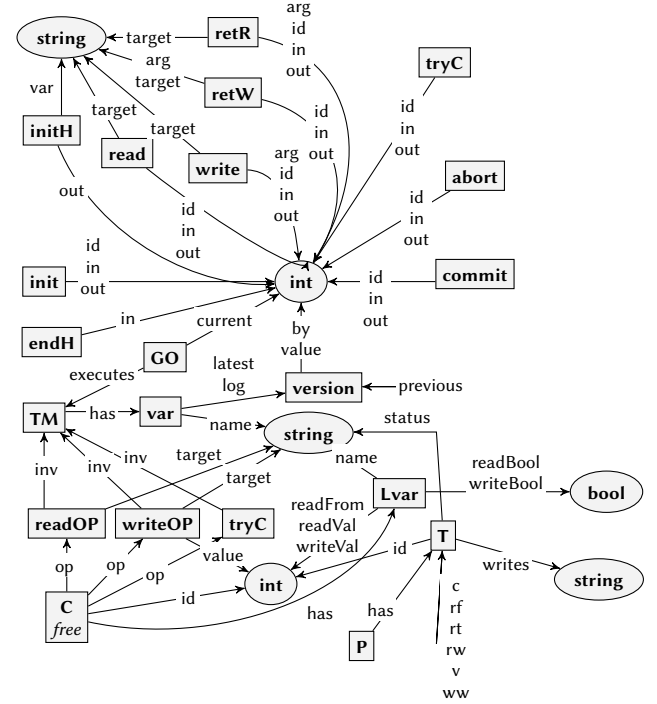 arg
id
in
out
string
target
retR
arg
target
retW
tryC
var
id
in
out
id
in
out
initH
target
target
read
write
arg
id
in
out
abort
out
id
in
out
id
in
out
id
in
out
init
int
id
in
out
commit
endH
in
current
GO
by
value
executes
latest
log
version
previous
TM
has
var
name
string
status
inv
inv
inv
target
target
name
readBool
writeBool
bool
Lvar
readFrom
readVal
writeVal
readOP
writeOP
tryC
value
id
T
writes
string
op
op
op
int
C
free
id
has
has
P
c
rf
rt
rw
v
ww